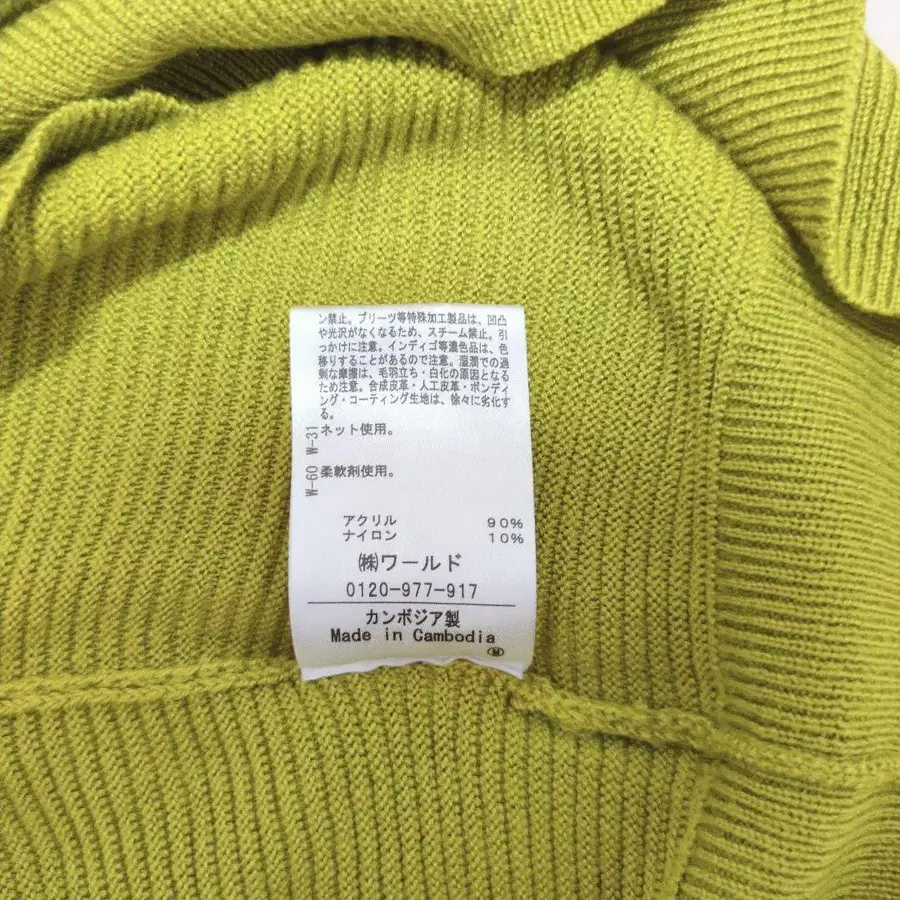 ン禁止。プリーツ等特殊加工製品は、凹凸
や光沢がなくなるため、スチーム禁止。引
っかけに注意。インディゴ等濃色品は、色
移りすることがあるので注意。湿潤での過
剰な摩擦は、毛羽立ち・白化の原因となる
ため注意。合成皮革・人工皮革・ボンディ
ング・コーティング生地は、徐々に劣化す
る。
W-31
ネット使用。
W-60
柔軟剤使用。
アクリル 90%
ナイロン 10%
㈱ワールド
0120-977-917
カンボジア製
Made in Cambodia
Ⓜ